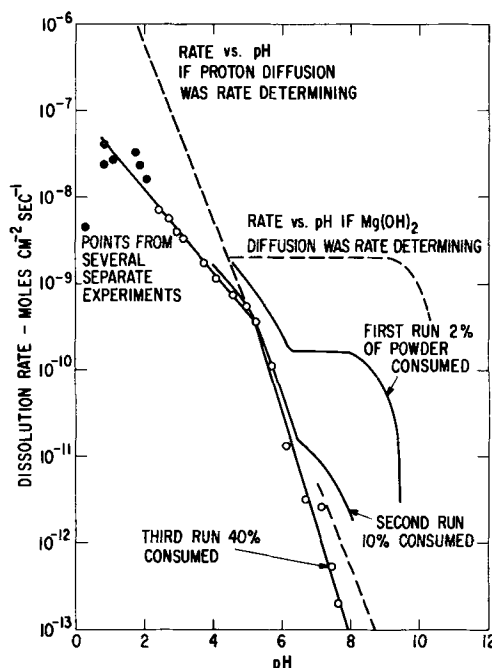 10⁻⁶
10⁻⁷
10⁻⁸
10⁻⁹
10⁻¹⁰
10⁻¹¹
10⁻¹²
10⁻¹³
DISSOLUTION RATE – MOLES CM⁻² SEC⁻¹
RATE vs. pH
IF PROTON DIFFUSION
WAS RATE DETERMINING
RATE vs. pH IF Mg(OH)₂
DIFFUSION WAS RATE DETERMINING
POINTS FROM
SEVERAL
SEPARATE
EXPERIMENTS
FIRST RUN 2%
OF POWDER
CONSUMED
SECOND RUN
10% CONSUMED
THIRD RUN 40%
CONSUMED
0 2 4 6 8 10 12
pH